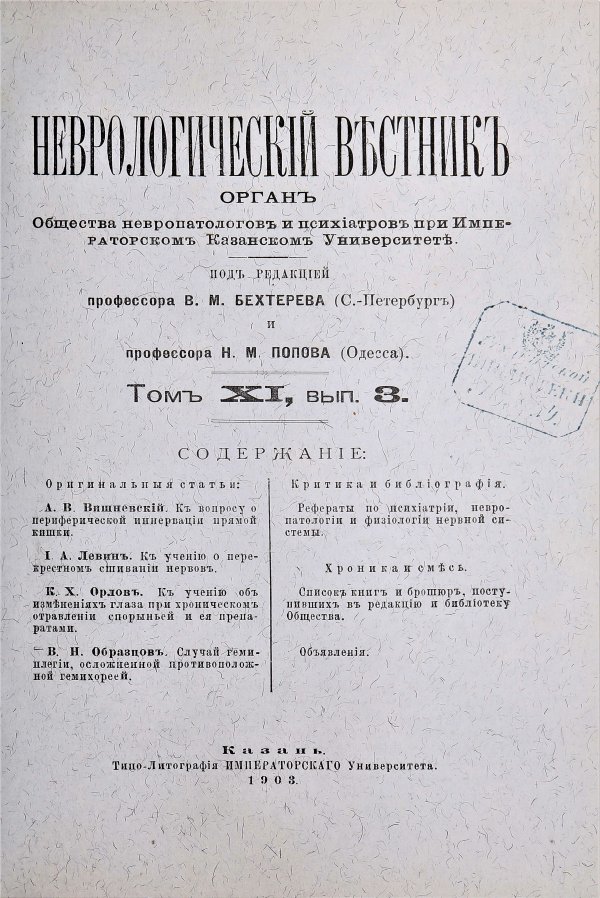 НЕВРОЛОГИЧЕСКІЙ ВѢСТНИКЪ
ОРГАНЪ
Общества невропатологовъ и психіатровъ при Импе-
раторскомъ Казанскомъ Университетѣ.
ПОДЪ РЕДАКЦІЕЙ
профессора В. М. БЕХТЕРЕВА (С.-Петербургъ)
И
профессора Н. М. ПОПОВА (Одесса).
Томъ XI, вып. 3.
СОДЕРЖАНІЕ:
Оригинальныя статьи:
А. В. Вишневскій. Къ вопросу о
периферической иннерваціи прямой
кишки.
І. А. Левинъ. Къ ученію о пере-
крестномъ сшиваніи нервовъ.
К. Х. Орловъ. Къ ученію объ
измѣненіяхъ глаза при хроническомъ
отравленіи спорыньей и ея препа-
ратами.
В. Н. Образцовъ. Случай геми-
плегіи, осложненной противополож-
ной гемихореей.
Критика и библіографія.
Рефераты по психіатріи, невро-
патологіи и физіологіи нервной си-
стемы.
Хроника и смѣсь.
Списокъ книгъ и брошюръ, посту-
пившихъ въ редакцію и библіотеку
Общества.
Объявленія.
Казань.
Типо-Литографія ИМПЕРАТОРСКАГО Университета.
1903.